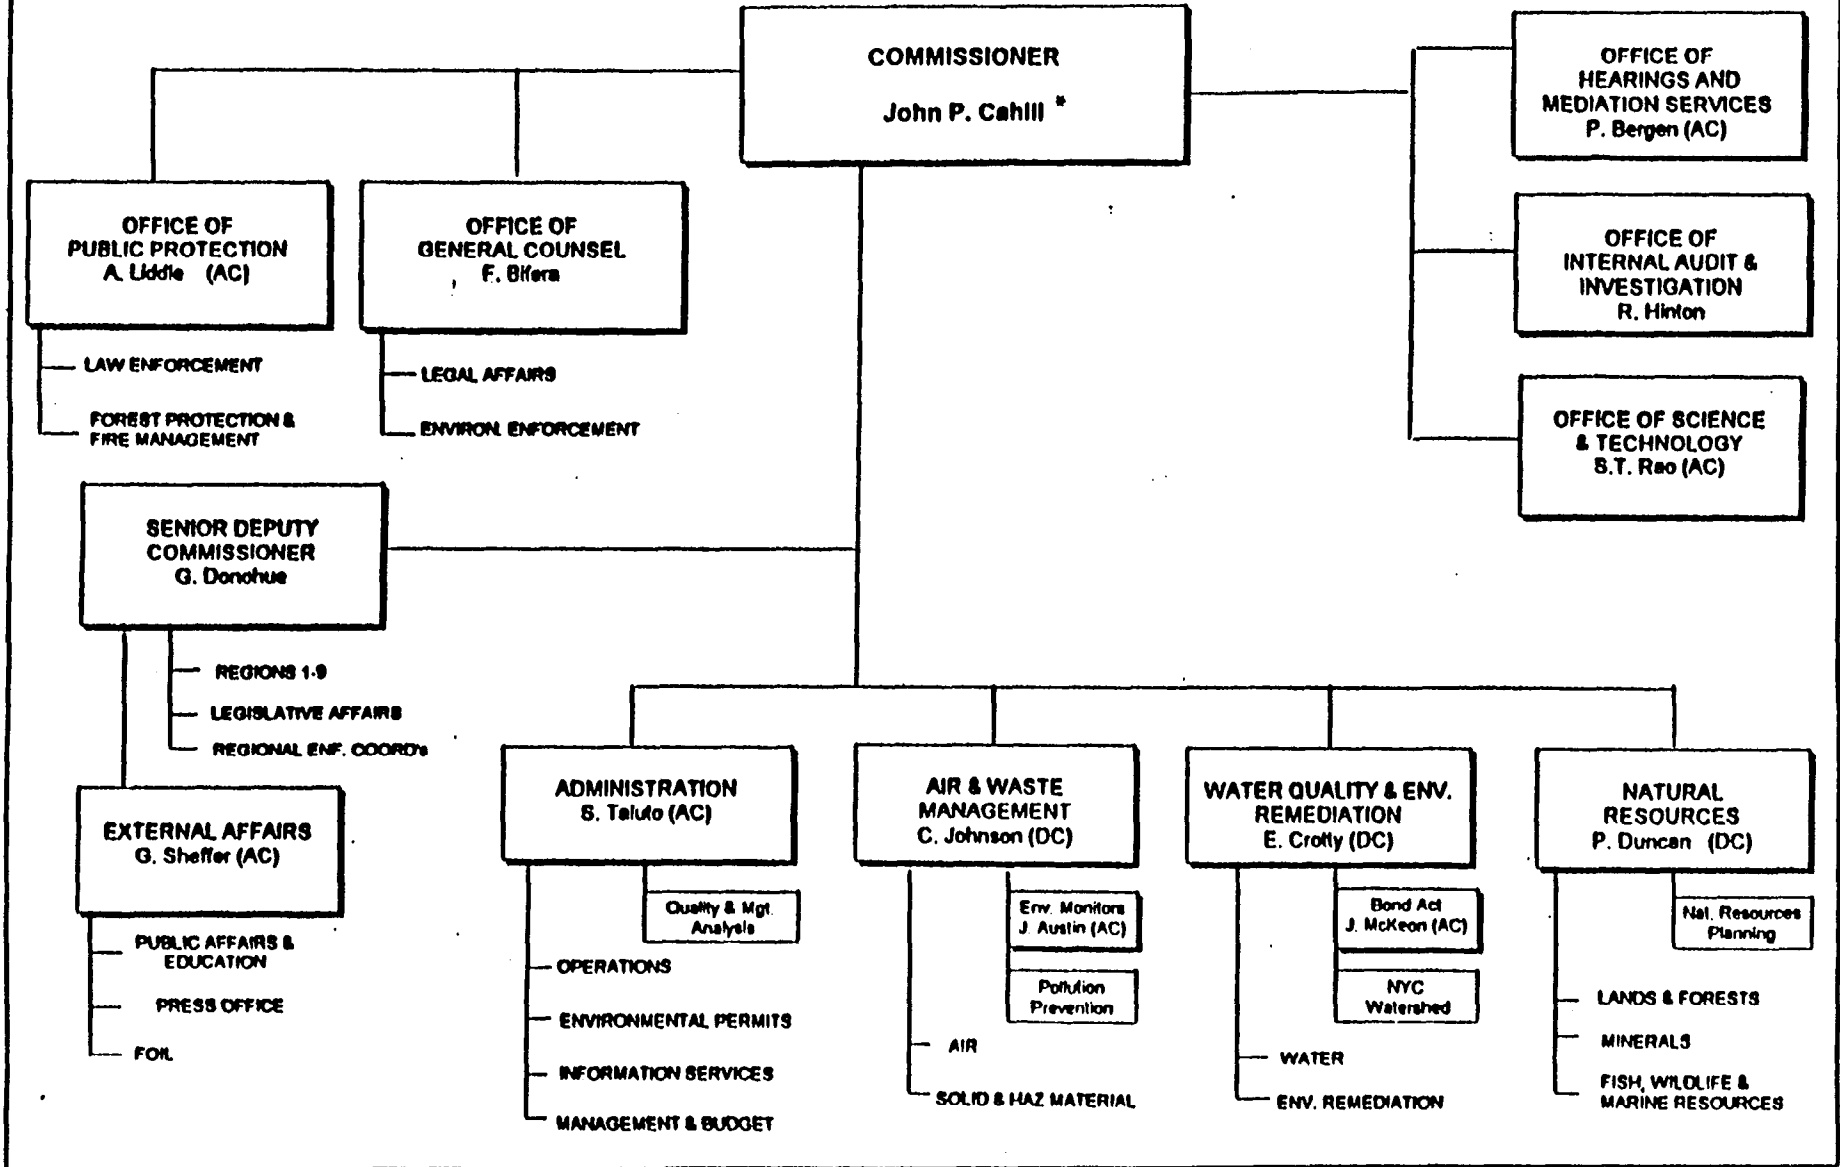 COMMISSIONER
John P. Cahill *
OFFICE OF
HEARINGS AND
MEDIATION SERVICES
P. Bergen (AC)
OFFICE OF
PUBLIC PROTECTION
A. Liddle (AC)
LAW ENFORCEMENT
FOREST PROTECTION &
FIRE MANAGEMENT
OFFICE OF
GENERAL COUNSEL
F. Bifera
LEGAL AFFAIRS
ENVIRON. ENFORCEMENT
OFFICE OF
INTERNAL AUDIT &
INVESTIGATION
R. Hinton
OFFICE OF SCIENCE
& TECHNOLOGY
S.T. Rao (AC)
SENIOR DEPUTY
COMMISSIONER
G. Donohue
REGIONS 1-9
LEGISLATIVE AFFAIRS
REGIONAL ENF. COORD's
EXTERNAL AFFAIRS
G. Sheffer (AC)
PUBLIC AFFAIRS &
EDUCATION
PRESS OFFICE
FOIL
ADMINISTRATION
S. Taluto (AC)
Quality & Mgt.
Analysis
OPERATIONS
ENVIRONMENTAL PERMITS
INFORMATION SERVICES
MANAGEMENT & BUDGET
AIR & WASTE
MANAGEMENT
C. Johnson (DC)
Env. Monitors
J. Austin (AC)
Pollution
Prevention
AIR
SOLID & HAZ MATERIAL
WATER QUALITY & ENV.
REMEDIATION
E. Crotty (DC)
Bond Act
J. McKeon (AC)
NYC
Watershed
WATER
ENV. REMEDIATION
NATURAL
RESOURCES
P. Duncan (DC)
Nat. Resources
Planning
LANDS & FORESTS
MINERALS
FISH, WILDLIFE &
MARINE RESOURCES